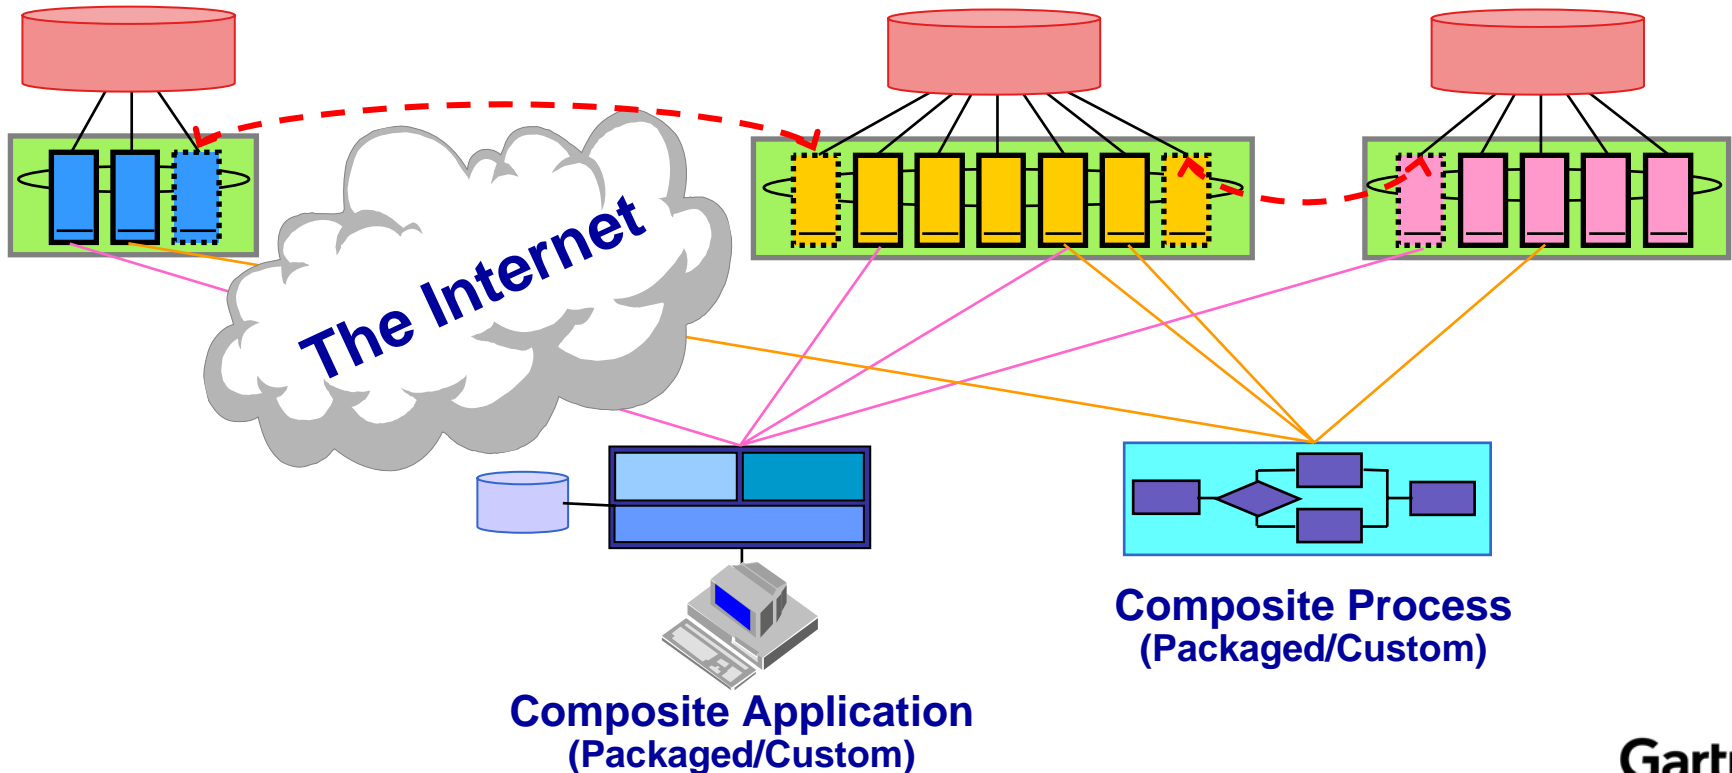 The Internet
Composite Process
(Packaged/Custom)
Composite Application
(Packaged/Custom)